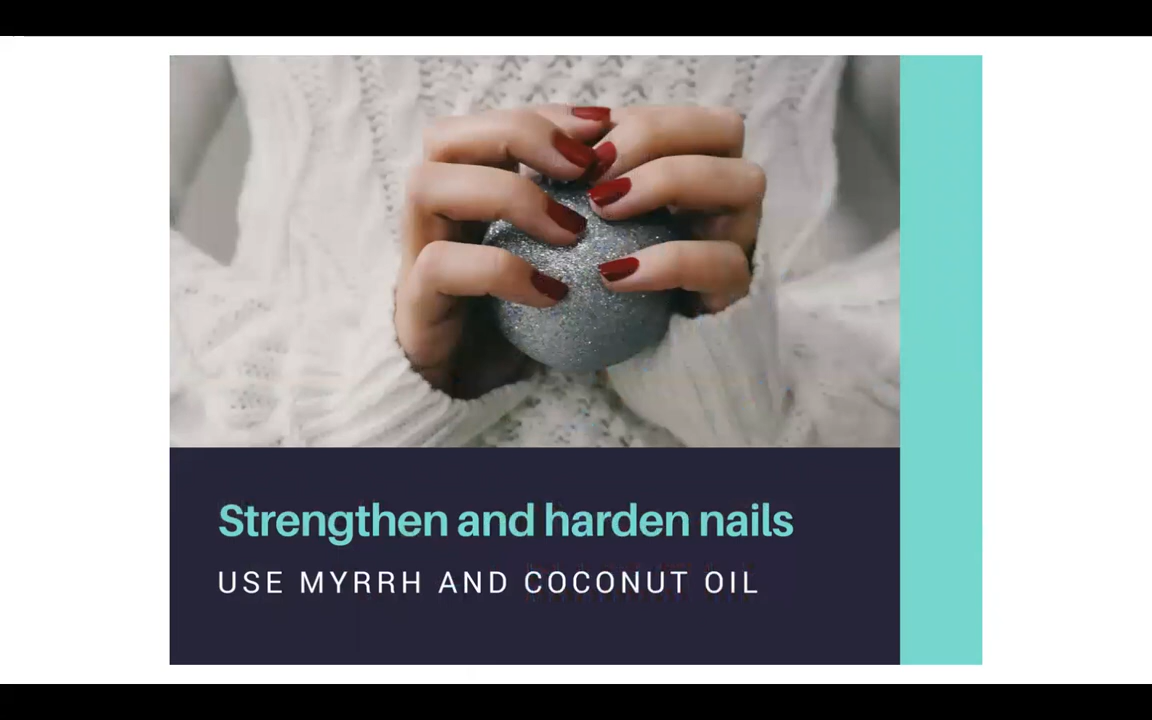 Strengthen and harden nails
USE MYRRH AND COCONUT OIL